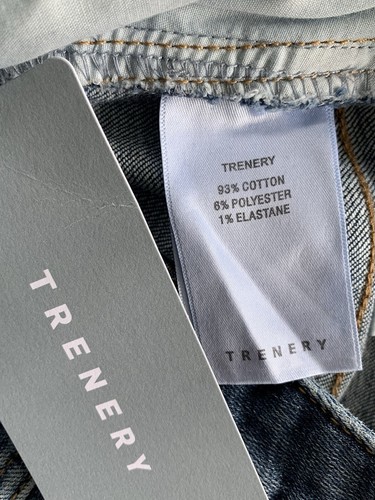 TRENERY
93% COTTON
6% POLYESTER
1% ELASTANE
TRENERY
TRENERY